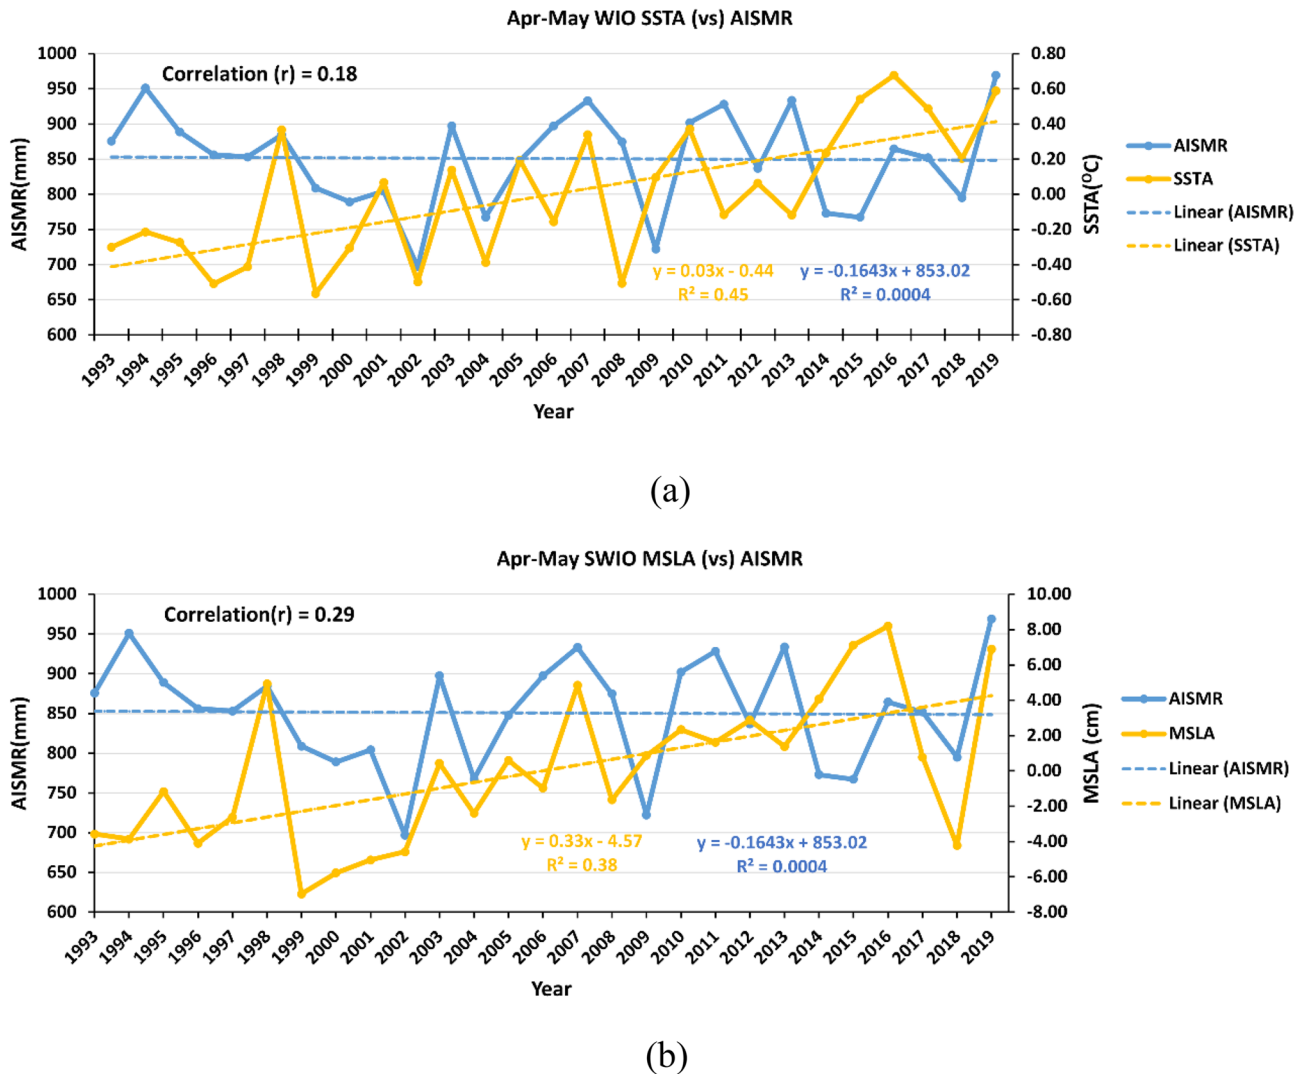 Apr-May WIO SSTA (vs) AISMR
Correlation (r) = 0.18
AISMR(mm)
1000
950
900
850
800
750
700
650
600
0.80
0.60
0.40
0.20
0.00
-0.20
-0.40
-0.60
-0.80
SSTA(⁰C)
y = 0.03x - 0.44
R² = 0.45
y = -0.1643x + 853.02
R² = 0.0004
1993 1994 1995 1996 1997 1998 1999 2000 2001 2002 2003 2004 2005 2006 2007 2008 2009 2010 2011 2012 2013 2014 2015 2016 2017 2018 2019
Year
AISMR
SSTA
Linear (AISMR)
Linear (SSTA)
(a)
Apr-May SWIO MSLA (vs) AISMR
Correlation(r) = 0.29
AISMR(mm)
1000
950
900
850
800
750
700
650
600
10.00
8.00
6.00
4.00
2.00
0.00
-2.00
-4.00
-6.00
-8.00
MSLA (cm)
y = 0.33x - 4.57
R² = 0.38
y = -0.1643x + 853.02
R² = 0.0004
1993 1994 1995 1996 1997 1998 1999 2000 2001 2002 2003 2004 2005 2006 2007 2008 2009 2010 2011 2012 2013 2014 2015 2016 2017 2018 2019
Year
AISMR
MSLA
Linear (AISMR)
Linear (MSLA)
(b)